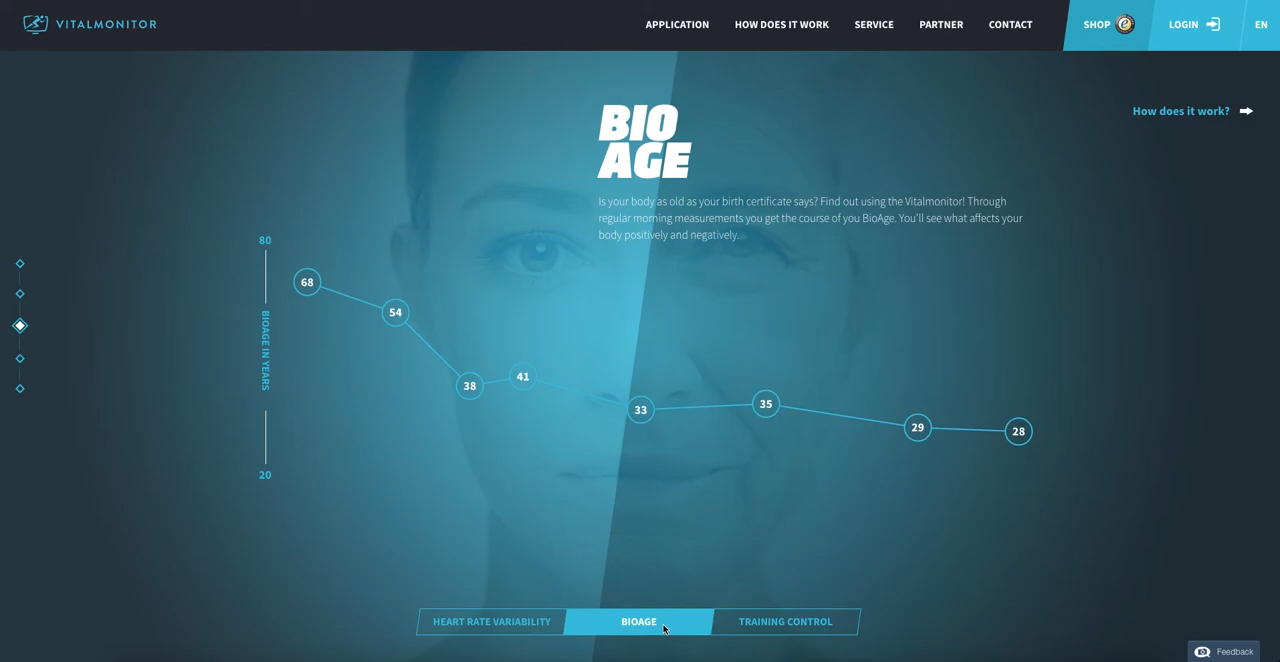 VITALMONITOR
APPLICATION
HOW DOES IT WORK
SERVICE
PARTNER
CONTACT
SHOP
LOGIN
EN
How does it work?
BIO
AGE
Is your body as old as your birth certificate says? Find out using the Vitalmonitor! Through
regular morning measurements you get the course of you BioAge. You'll see what affects your
body positively and negatively.
80
BIOAGE IN YEARS
20
68
54
38
41
33
35
29
28
HEART RATE VARIABILITY
BIOAGE
TRAINING CONTROL
Feedback